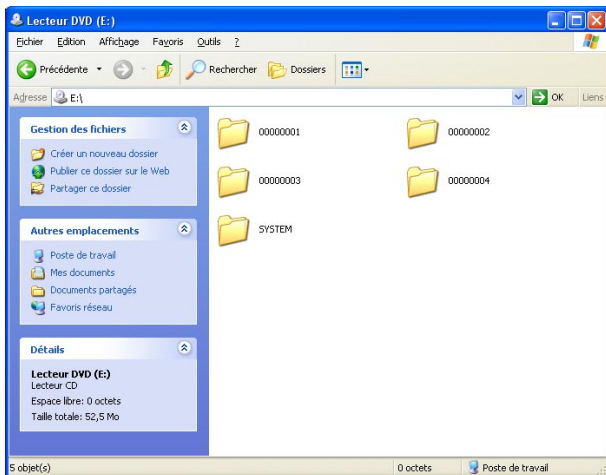 Lecteur DVD (E:)
Fichier Edition Affichage Favoris Outils ?
Précédente Rechercher Dossiers
Adresse E:\ OK Liens
Gestion des fichiers
Créer un nouveau dossier
Publier ce dossier sur le Web
Partager ce dossier
Autres emplacements
Poste de travail
Mes documents
Documents partagés
Favoris réseau
Détails
Lecteur DVD (E:)
Lecteur CD
Espace libre: 0 octets
Taille totale: 52,5 Mo
00000001 00000002
00000003 00000004
SYSTEM
5 objet(s) 0 octets Poste de travail